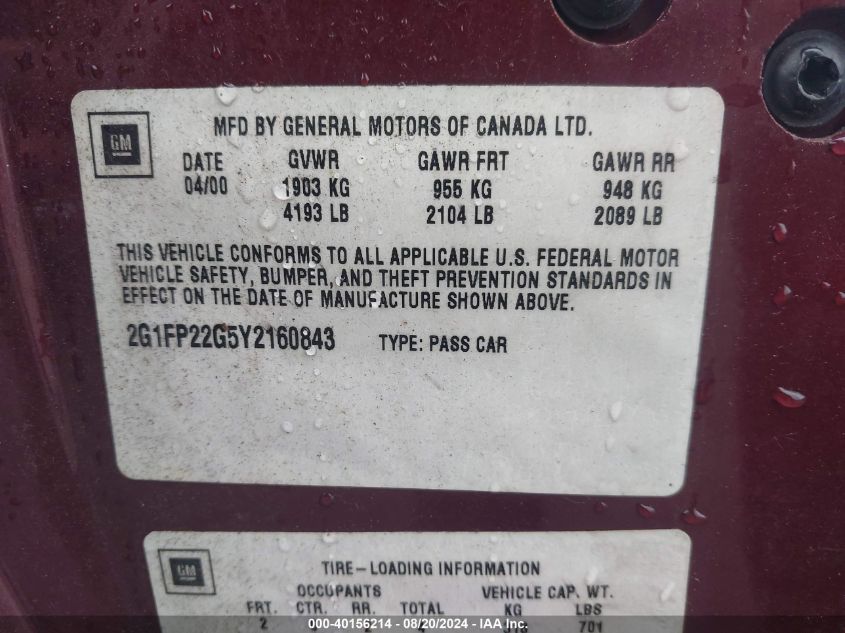 GM
MFD BY GENERAL MOTORS OF CANADA LTD.
DATE GVWR GAWR FRT GAWR RR
04/00 1903 KG 955 KG 948 KG
4193 LB 2104 LB 2089 LB
THIS VEHICLE CONFORMS TO ALL APPLICABLE U.S. FEDERAL MOTOR
VEHICLE SAFETY, BUMPER, AND THEFT PREVENTION STANDARDS IN
EFFECT ON THE DATE OF MANUFACTURE SHOWN ABOVE.
2G1FP22G5Y2160843 TYPE: PASS CAR
GM
TIRE-LOADING INFORMATION
OCCUPANTS VEHICLE CAP. WT.
FRT. CTR. RR. TOTAL KG LBS
2 701
000-40156214 - 08/20/2024 - IAAI.COM